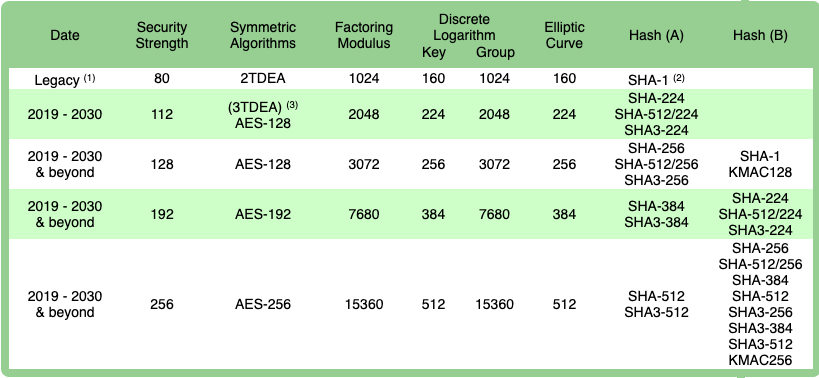 Date Security Strength Symmetric Algorithms Factoring Modulus Discrete Logarithm Key Group Elliptic Curve Hash (A) Hash (B)
Legacy (1) 80 2TDEA 1024 160 1024 160 SHA-1 (2)
2019 - 2030 112 (3TDEA) (3) AES-128 2048 224 2048 224 SHA-224 SHA-512/224 SHA3-224
2019 - 2030 & beyond 128 AES-128 3072 256 3072 256 SHA-256 SHA-512/256 SHA3-256 SHA-1 KMAC128
2019 - 2030 & beyond 192 AES-192 7680 384 7680 384 SHA-384 SHA3-384 SHA-224 SHA-512/224 SHA3-224
2019 - 2030 & beyond 256 AES-256 15360 512 15360 512 SHA-512 SHA3-512 SHA-256 SHA-512/256 SHA-384 SHA-512 SHA3-256 SHA3-384 SHA3-512 KMAC256